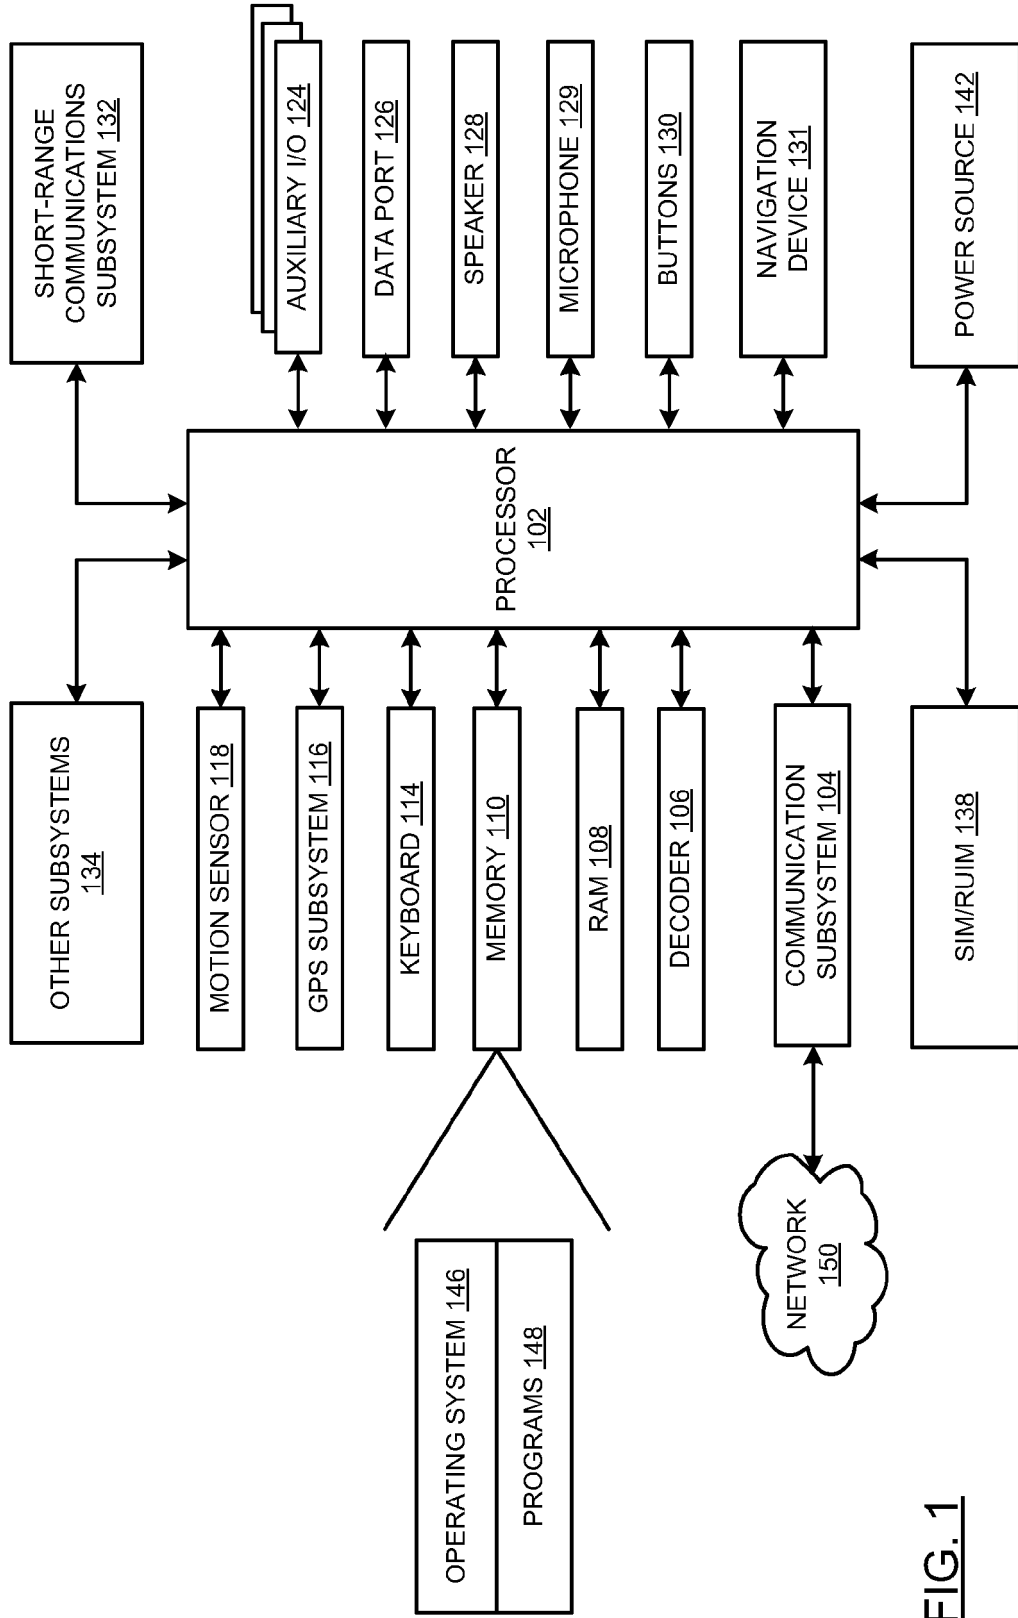 OTHER SUBSYSTEMS
134
SHORT-RANGE
COMMUNICATIONS
SUBSYSTEM 132
MOTION SENSOR 118
GPS SUBSYSTEM 116
KEYBOARD 114
MEMORY 110
RAM 108
DECODER 106
COMMUNICATION
SUBSYSTEM 104
PROCESSOR
102
AUXILIARY I/O 124
DATA PORT 126
SPEAKER 128
MICROPHONE 129
BUTTONS 130
NAVIGATION
DEVICE 131
OPERATING SYSTEM 146
PROGRAMS 148
NETWORK
150
SIM/RUIM 138
POWER SOURCE 142
FIG. 1